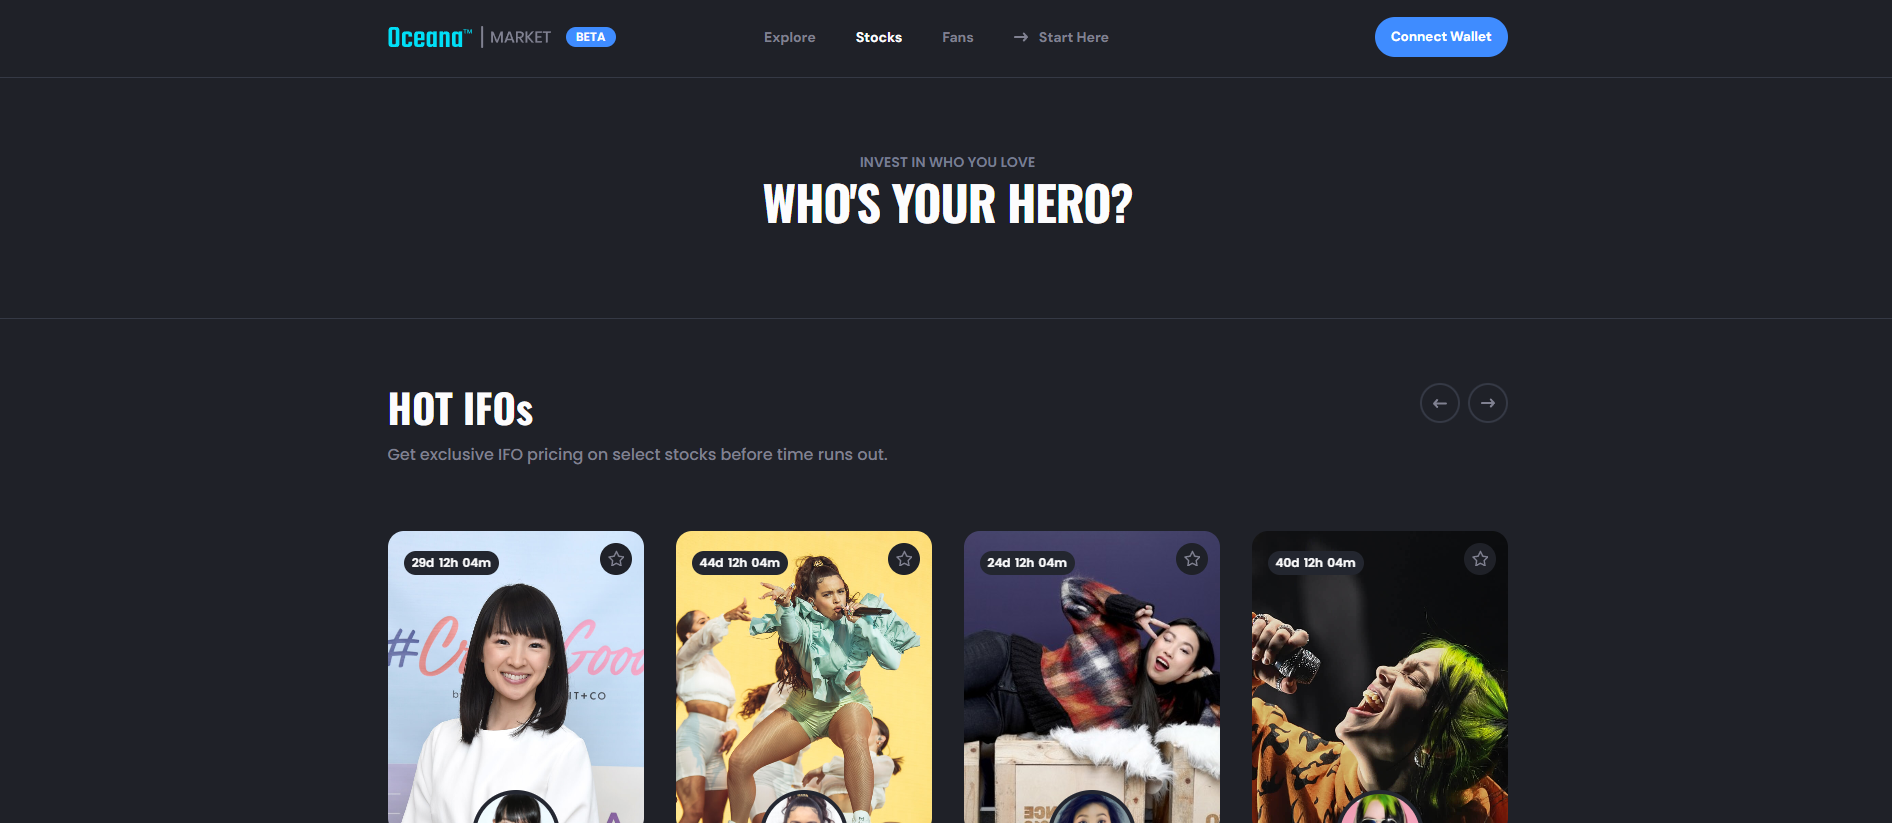 Oceana™ | MARKET BETA
Explore Stocks Fans → Start Here
Connect Wallet
INVEST IN WHO YOU LOVE
WHO'S YOUR HERO?
HOT IFOs
Get exclusive IFO pricing on select stocks before time runs out.
29d 12h 04m
44d 12h 04m
24d 12h 04m
40d 12h 04m
IT+CO